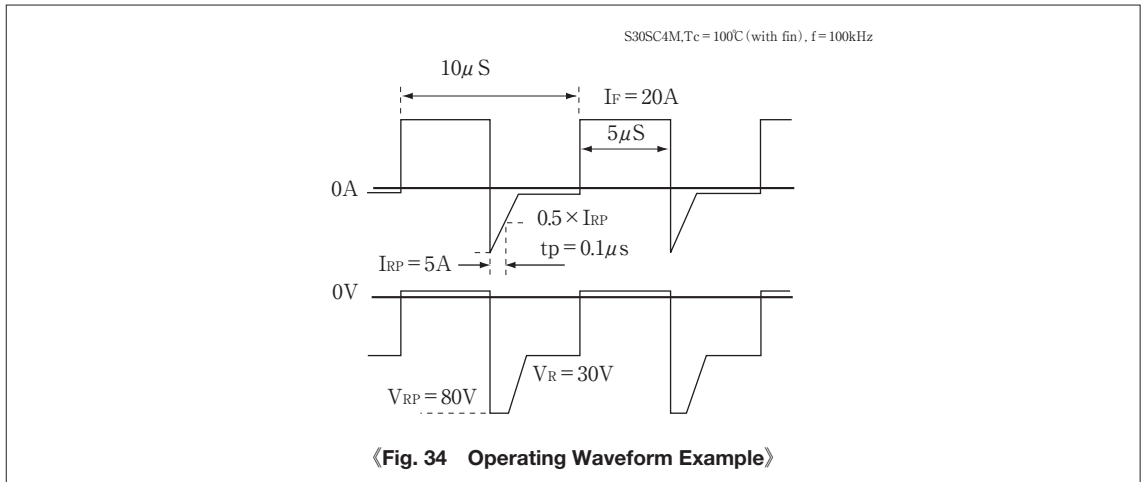 S30SC4M,Tc = 100℃ (with fin), f = 100kHz
10μ S
IF = 20A
5μS
0A
0.5 × IRP
tp = 0.1μs
IRP = 5A
0V
VR = 30V
VRP = 80V
《Fig. 34 Operating Waveform Example》